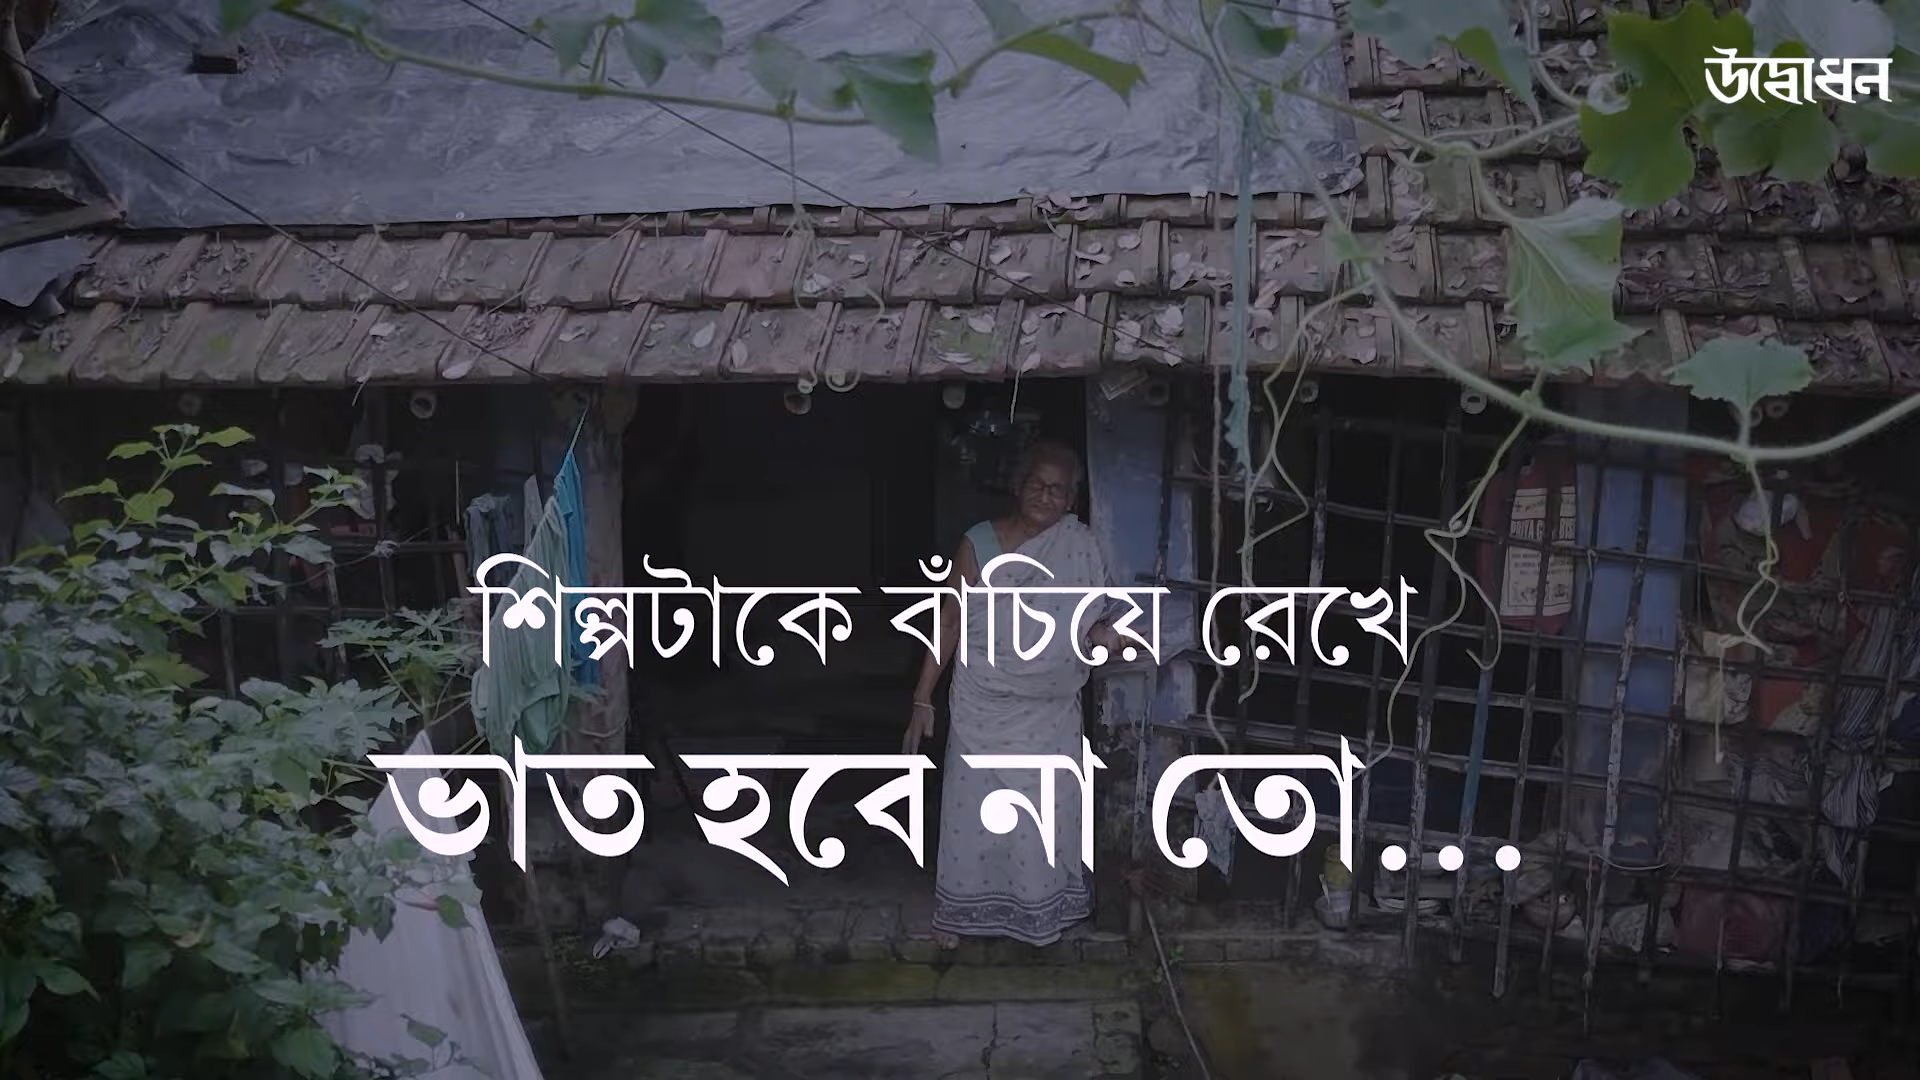 উদ্বোধন
শিল্পটাকে বাঁচিয়ে রেখে
ভাত হবে না তো...